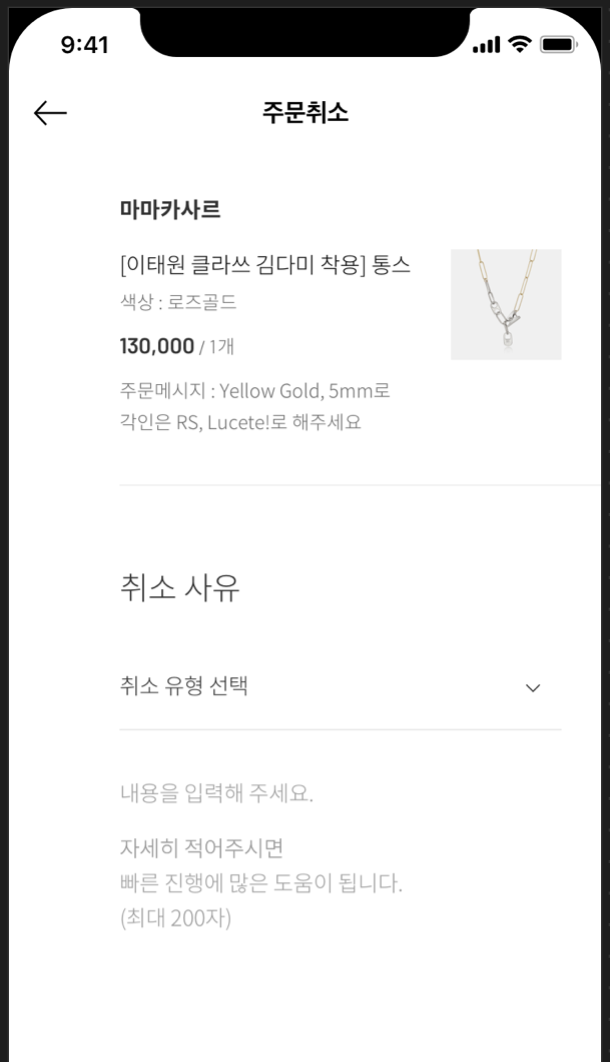 9:41
주문취소
마마카사르
[이태원 클라쓰 김다미 착용] 통스
색상 : 로즈골드
130,000 / 1개
주문메시지 : Yellow Gold, 5mm로
각인은 RS, Lucete!로 해주세요
취소 사유
취소 유형 선택
내용을 입력해 주세요.
자세히 적어주시면
빠른 진행에 많은 도움이 됩니다.
(최대 200자)